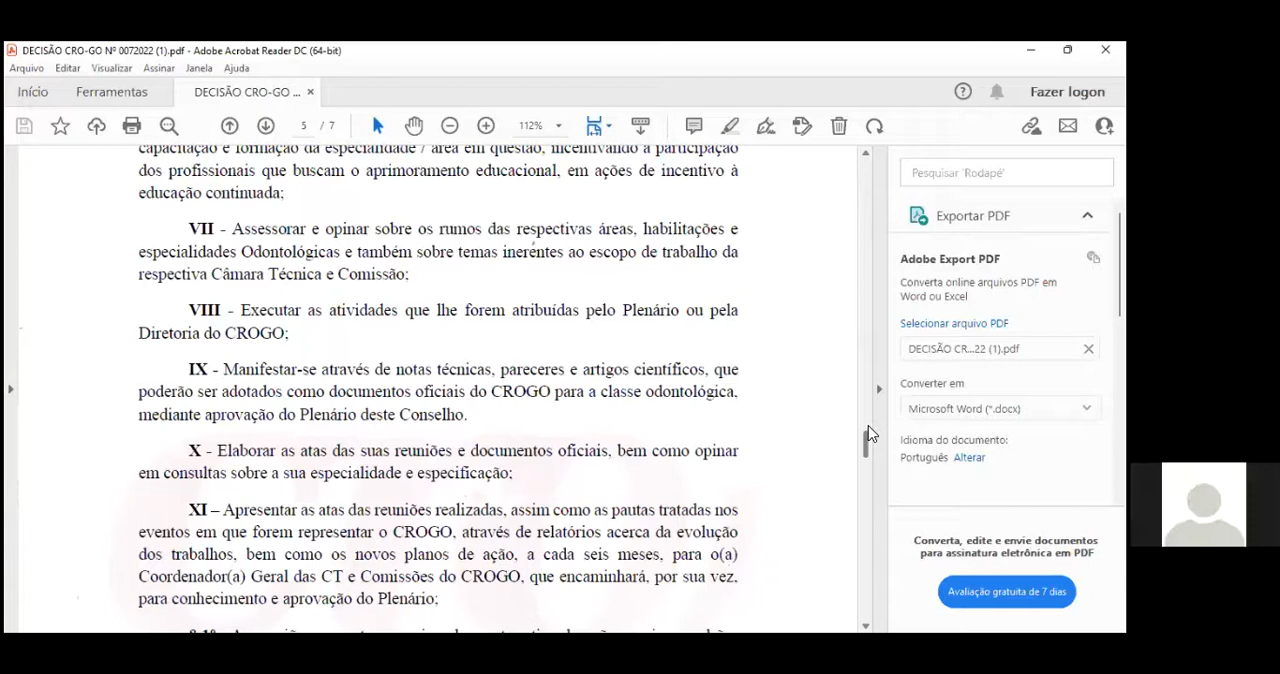 DECISÃO CRO-GO Nº 0072022 (1).pdf - Adobe Acrobat Reader DC (64-bit)
Arquivo Editar Visualizar Assinar Janela Ajuda
Início Ferramentas DECISÃO CRO-GO ... × Fazer logon
5 / 7 112%
capacitação e formação da especialidade / área em questão, incentivando a participação
dos profissionais que buscam o aprimoramento educacional, em ações de incentivo à
educação continuada;
VII - Assessorar e opinar sobre os rumos das respectivas áreas, habilitações e
especialidades Odontológicas e também sobre temas inerentes ao escopo de trabalho da
respectiva Câmara Técnica e Comissão;
VIII - Executar as atividades que lhe forem atribuídas pelo Plenário ou pela
Diretoria do CROGO;
IX - Manifestar-se através de notas técnicas, pareceres e artigos científicos, que
poderão ser adotados como documentos oficiais do CROGO para a classe odontológica,
mediante aprovação do Plenário deste Conselho.
X - Elaborar as atas das suas reuniões e documentos oficiais, bem como opinar
em consultas sobre a sua especialidade e especificação;
XI – Apresentar as atas das reuniões realizadas, assim como as pautas tratadas nos
eventos em que forem representar o CROGO, através de relatórios acerca da evolução
dos trabalhos, bem como os novos planos de ação, a cada seis meses, para o(a)
Coordenador(a) Geral das CT e Comissões do CROGO, que encaminhará, por sua vez,
para conhecimento e aprovação do Plenário;
Pesquisar 'Rodapé'
Exportar PDF
Adobe Export PDF
Converta online arquivos PDF em
Word ou Excel
Selecionar arquivo PDF
DECISÃO CR...22 (1).pdf
Converter em
Microsoft Word (*.docx)
Idioma do documento:
Português Alterar
Converta, edite e envie documentos
para assinatura eletrônica em PDF
Avaliação gratuita de 7 dias